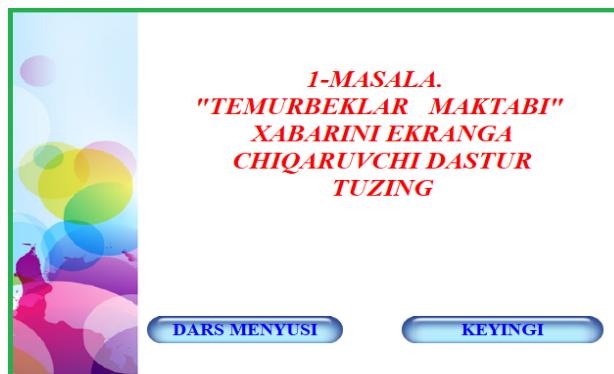 1-MASALA.
"TEMURBEKLAR MAKTABI"
XABARINI EKRANGA
CHIQARUVCHI DASTUR
TUZING
DARS MENYUSI
KEYINGI